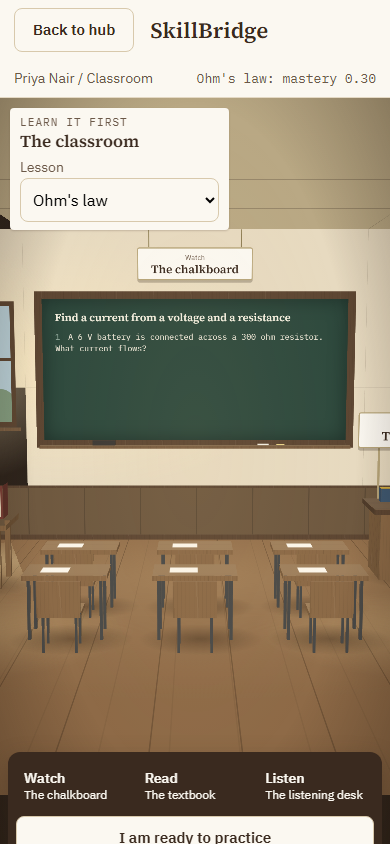 Back to hub
SkillBridge
Priya Nair / Classroom
Ohm's law: mastery 0.30
LEARN IT FIRST
The classroom
Lesson
Ohm's law
Watch
The chalkboard
Find a current from a voltage and a resistance
1 A 6 V battery is connected across a 300 ohm resistor.
What current flows?
T
Watch
The chalkboard
Read
The textbook
Listen
The listening desk
I am ready to practice